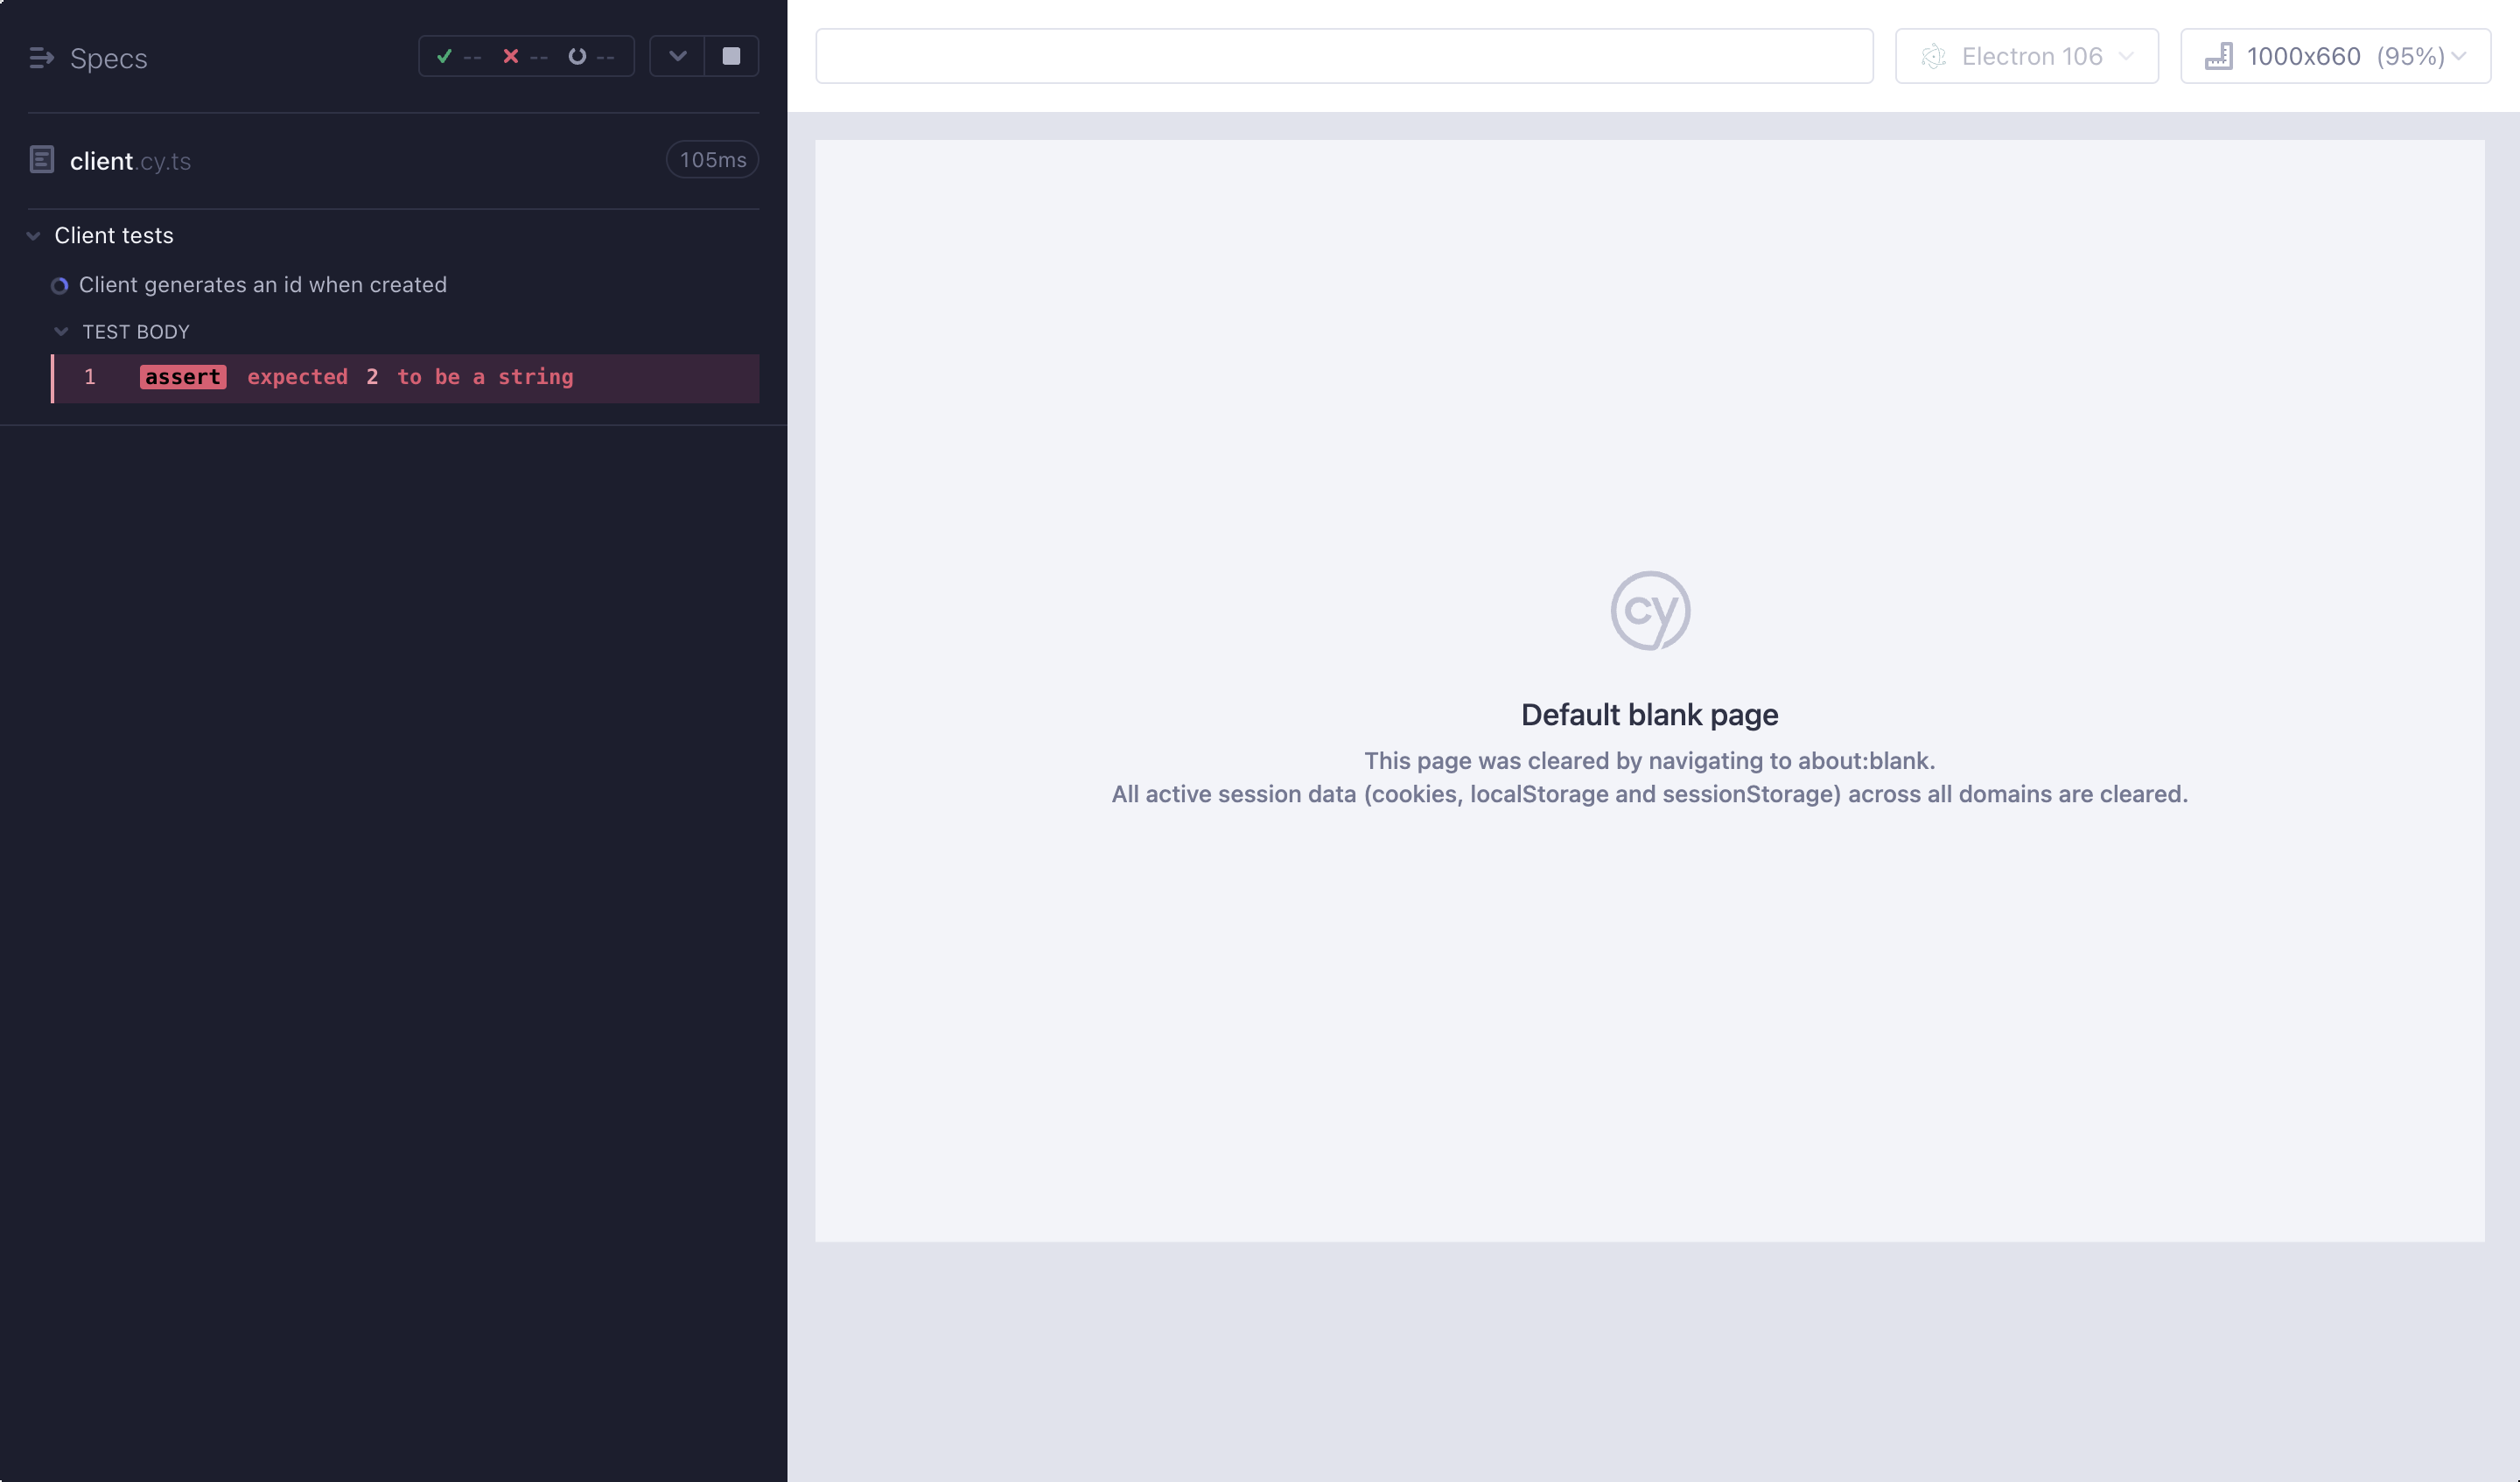 Specs
-- -- --
client.cy.ts
105ms
Client tests
Client generates an id when created
TEST BODY
1 assert expected 2 to be a string
Electron 106
1000x660 (95%)
cy
Default blank page
This page was cleared by navigating to about:blank.
All active session data (cookies, localStorage and sessionStorage) across all domains are cleared.